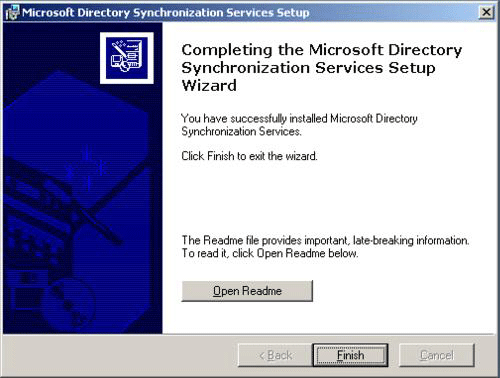 Microsoft Directory Synchronization Services Setup
Completing the Microsoft Directory
Synchronization Services Setup
Wizard
You have successfully installed Microsoft Directory
Synchronization Services.
Click Finish to exit the wizard.
The Readme file provides important, late-breaking information.
To read it, click Open Readme below.
Open Readme
< Back
Finish
Cancel